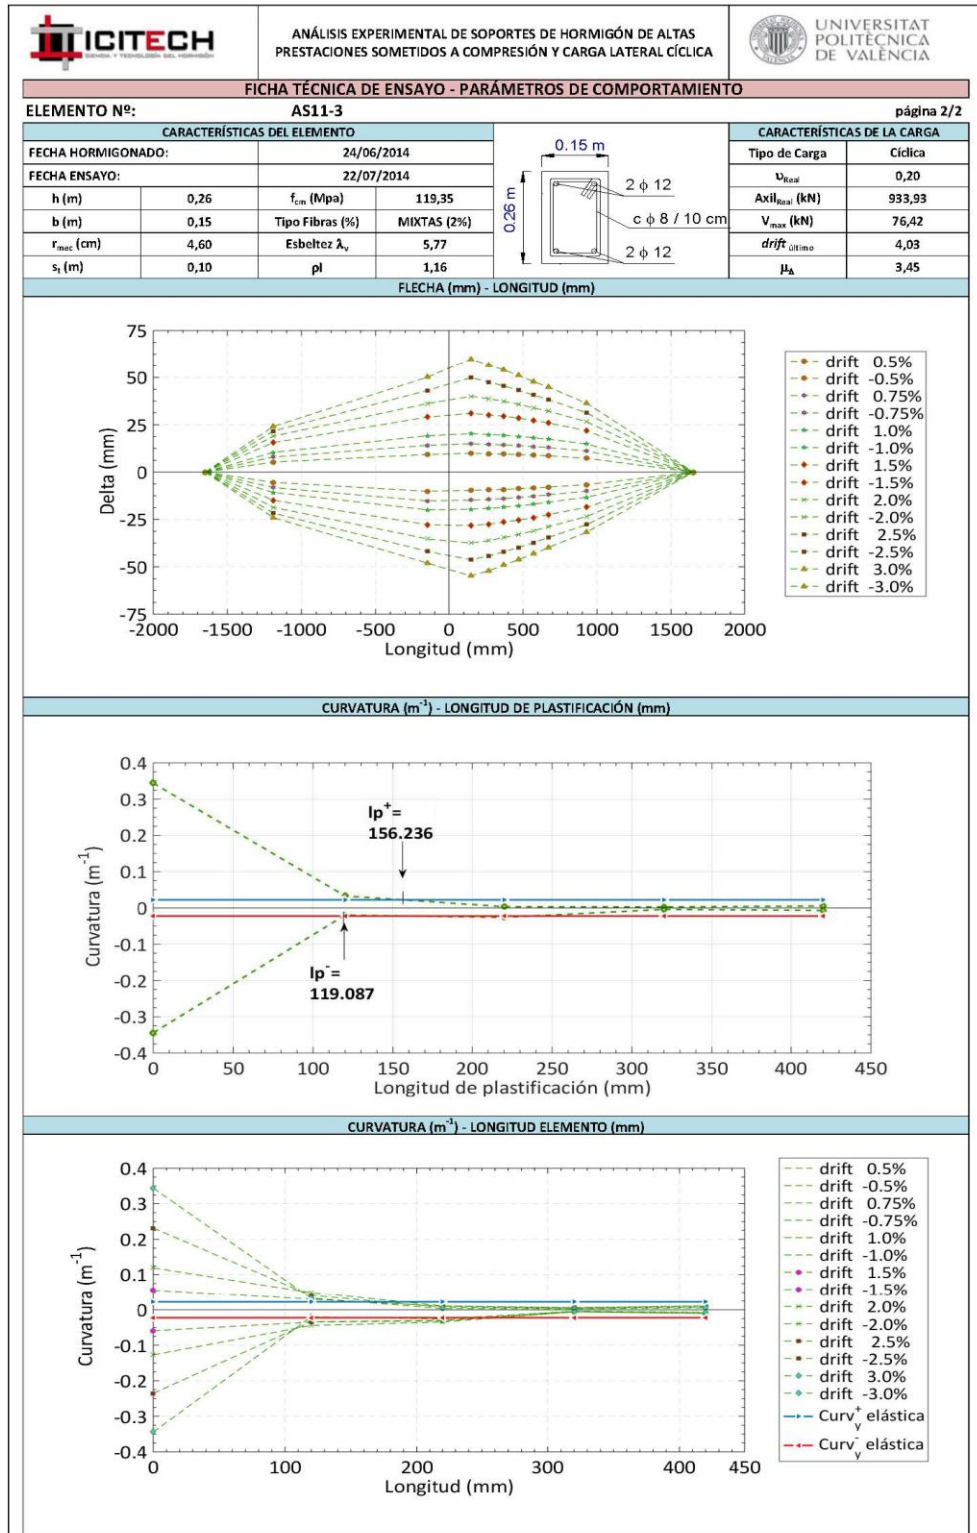 ICITECH
CIENCIA Y TECNOLOGÍA DEL HORMIGÓN
ANÁLISIS EXPERIMENTAL DE SOPORTES DE HORMIGÓN DE ALTAS
PRESTACIONES SOMETIDOS A COMPRESIÓN Y CARGA LATERAL CÍCLICA
UNIVERSITAT
POLITÈCNICA
DE VALÈNCIA
FICHA TÉCNICA DE ENSAYO - PARÁMETROS DE COMPORTAMIENTO
ELEMENTO Nº: AS11-3 página 2/2
CARACTERÍSTICAS DEL ELEMENTO
FECHA HORMIGONADO: 24/06/2014
FECHA ENSAYO: 22/07/2014
h (m) 0,26 fcm (Mpa) 119,35
b (m) 0,15 Tipo Fibras (%) MIXTAS (2%)
rmec (cm) 4,60 Esbeltez λv 5,77
st (m) 0,10 ρl 1,16
0.15 m
0.26 m
2 ϕ 12
c ϕ 8 / 10 cm
2 ϕ 12
CARACTERÍSTICAS DE LA CARGA
Tipo de Carga Cíclica
υReal 0,20
AxilReal (kN) 933,93
Vmax (kN) 76,42
drift último 4,03
μΔ 3,45
FLECHA (mm) - LONGITUD (mm)
75
50
25
0
-25
-50
-75
Delta (mm)
-2000 -1500 -1000 -500 0 500 1000 1500 2000
Longitud (mm)
drift 0.5%
drift -0.5%
drift 0.75%
drift -0.75%
drift 1.0%
drift -1.0%
drift 1.5%
drift -1.5%
drift 2.0%
drift -2.0%
drift 2.5%
drift -2.5%
drift 3.0%
drift -3.0%
CURVATURA (m⁻¹) - LONGITUD DE PLASTIFICACIÓN (mm)
0.4
0.3
0.2
0.1
0
-0.1
-0.2
-0.3
-0.4
Curvatura (m⁻¹)
lp⁺=
156.236
lp⁻=
119.087
0 50 100 150 200 250 300 350 400 450
Longitud de plastificación (mm)
CURVATURA (m⁻¹) - LONGITUD ELEMENTO (mm)
0.4
0.3
0.2
0.1
0
-0.1
-0.2
-0.3
-0.4
Curvatura (m⁻¹)
0 100 200 300 400 450
Longitud (mm)
drift 0.5%
drift -0.5%
drift 0.75%
drift -0.75%
drift 1.0%
drift -1.0%
drift 1.5%
drift -1.5%
drift 2.0%
drift -2.0%
drift 2.5%
drift -2.5%
drift 3.0%
drift -3.0%
Curv⁺y elástica
Curv⁻y elástica